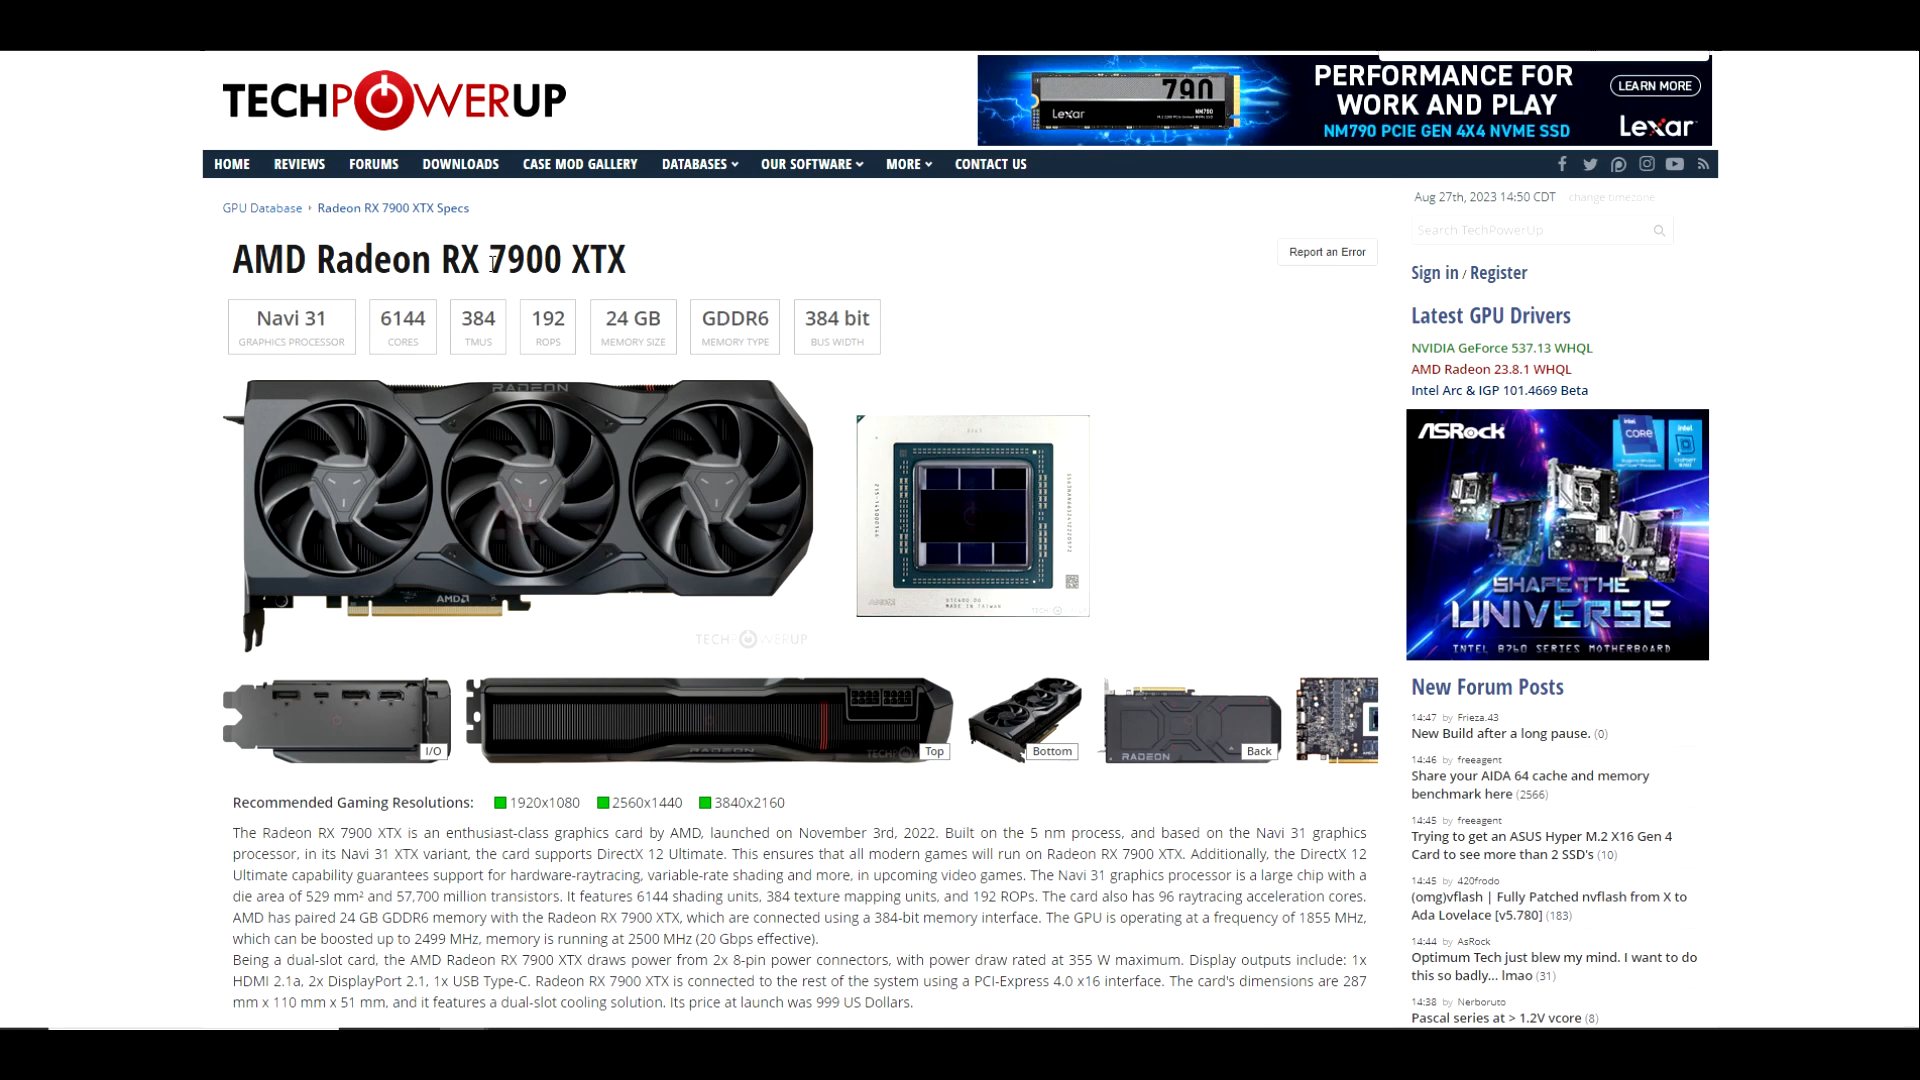 TECHPOWERUP
790
Lexar
NM790
PERFORMANCE FOR
WORK AND PLAY
NM790 PCIE GEN 4X4 NVME SSD
LEARN MORE
Lexar
HOME REVIEWS FORUMS DOWNLOADS CASE MOD GALLERY DATABASES OUR SOFTWARE MORE CONTACT US
GPU Database Radeon RX 7900 XTX Specs
AMD Radeon RX 7900 XTX
Report an Error
Navi 31
GRAPHICS PROCESSOR
6144
CORES
384
TMUS
192
ROPS
24 GB
MEMORY SIZE
GDDR6
MEMORY TYPE
384 bit
BUS WIDTH
RADEON
AMD
MADE IN TAIWAN
TECHPOWERUP
I/O
RADEON
Top
Bottom
RADEON
Back
Recommended Gaming Resolutions: 1920x1080 2560x1440 3840x2160
The Radeon RX 7900 XTX is an enthusiast-class graphics card by AMD, launched on November 3rd, 2022. Built on the 5 nm process, and based on the Navi 31 graphics
processor, in its Navi 31 XTX variant, the card supports DirectX 12 Ultimate. This ensures that all modern games will run on Radeon RX 7900 XTX. Additionally, the DirectX 12
Ultimate capability guarantees support for hardware-raytracing, variable-rate shading and more, in upcoming video games. The Navi 31 graphics processor is a large chip with a
die area of 529 mm² and 57,700 million transistors. It features 6144 shading units, 384 texture mapping units, and 192 ROPs. The card also has 96 raytracing acceleration cores.
AMD has paired 24 GB GDDR6 memory with the Radeon RX 7900 XTX, which are connected using a 384-bit memory interface. The GPU is operating at a frequency of 1855 MHz,
which can be boosted up to 2499 MHz, memory is running at 2500 MHz (20 Gbps effective).
Being a dual-slot card, the AMD Radeon RX 7900 XTX draws power from 2x 8-pin power connectors, with power draw rated at 355 W maximum. Display outputs include: 1x
HDMI 2.1a, 2x DisplayPort 2.1, 1x USB Type-C. Radeon RX 7900 XTX is connected to the rest of the system using a PCI-Express 4.0 x16 interface. The card's dimensions are 287
mm x 110 mm x 51 mm, and it features a dual-slot cooling solution. Its price at launch was 999 US Dollars.
Aug 27th, 2023 14:50 CDT change timezone
Search TechPowerUp
Sign in / Register
Latest GPU Drivers
NVIDIA GeForce 537.13 WHQL
AMD Radeon 23.8.1 WHQL
Intel Arc & IGP 101.4669 Beta
ASRock
intel
CORE
intel
SHAPE THE
UNIVERSE
INTEL B760 SERIES MOTHERBOARD
New Forum Posts
14:47 by Frieza.43
New Build after a long pause. (0)
14:46 by freeagent
Share your AIDA 64 cache and memory
benchmark here (2566)
14:45 by freeagent
Trying to get an ASUS Hyper M.2 X16 Gen 4
Card to see more than 2 SSD's (10)
14:45 by 420frodo
(omg)vflash | Fully Patched nvflash from X to
Ada Lovelace [v5.780] (183)
14:44 by AsRock
Optimum Tech just blew my mind. I want to do
this so badly... lmao (31)
14:38 by Nerboruto
Pascal series at > 1.2V vcore (8)